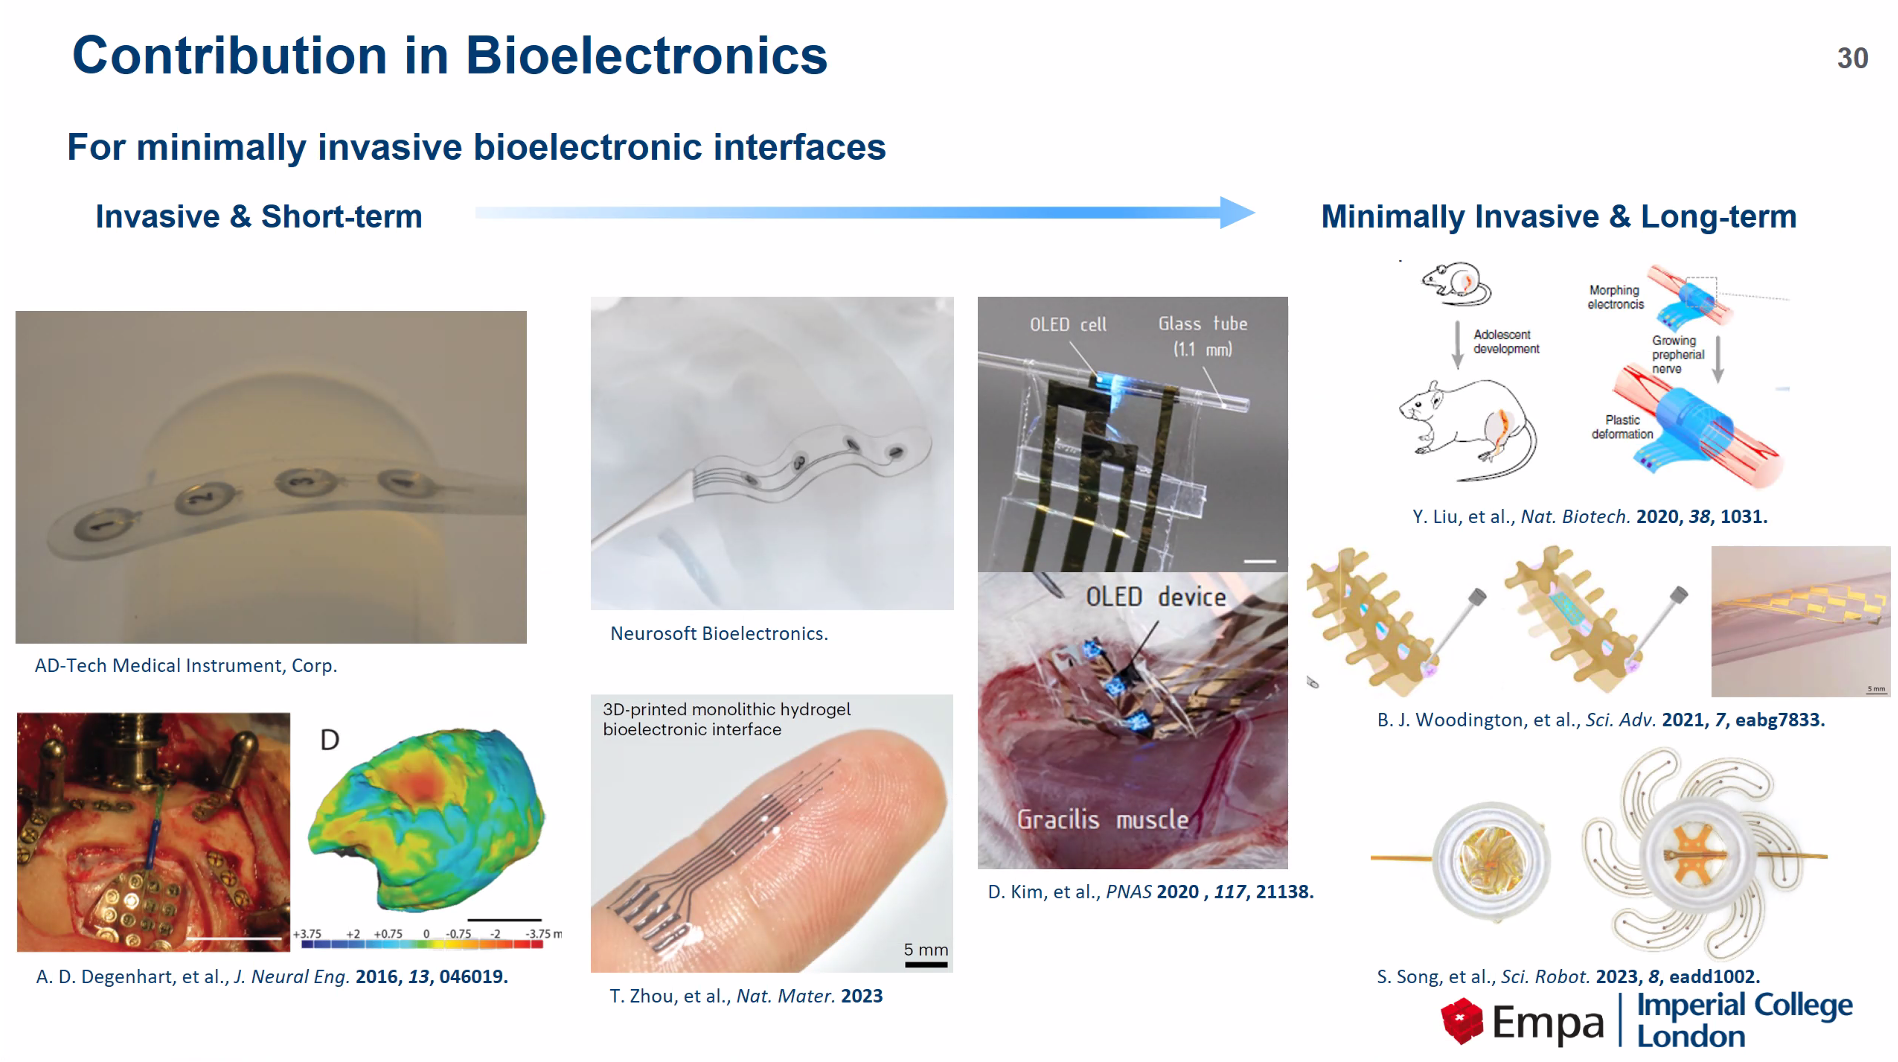 Contribution in Bioelectronics
30
For minimally invasive bioelectronic interfaces
Invasive & Short-term
Minimally Invasive & Long-term
1
2
3
4
AD-Tech Medical Instrument, Corp.
D
+3.75 +2 +0.75 0 -0.75 -2 -3.75 m
A. D. Degenhart, et al., J. Neural Eng. 2016, 13, 046019.
Neurosoft Bioelectronics.
3D-printed monolithic hydrogel
bioelectronic interface
5 mm
T. Zhou, et al., Nat. Mater. 2023
OLED cell
Glass tube
(1.1 mm)
OLED device
Gracilis muscle
D. Kim, et al., PNAS 2020 , 117, 21138.
Adolescent
development
Morphing
electroncis
Growing
prepherial
nerve
Plastic
deformation
Y. Liu, et al., Nat. Biotech. 2020, 38, 1031.
5 mm
B. J. Woodington, et al., Sci. Adv. 2021, 7, eabg7833.
S. Song, et al., Sci. Robot. 2023, 8, eadd1002.
Empa
Imperial College
London